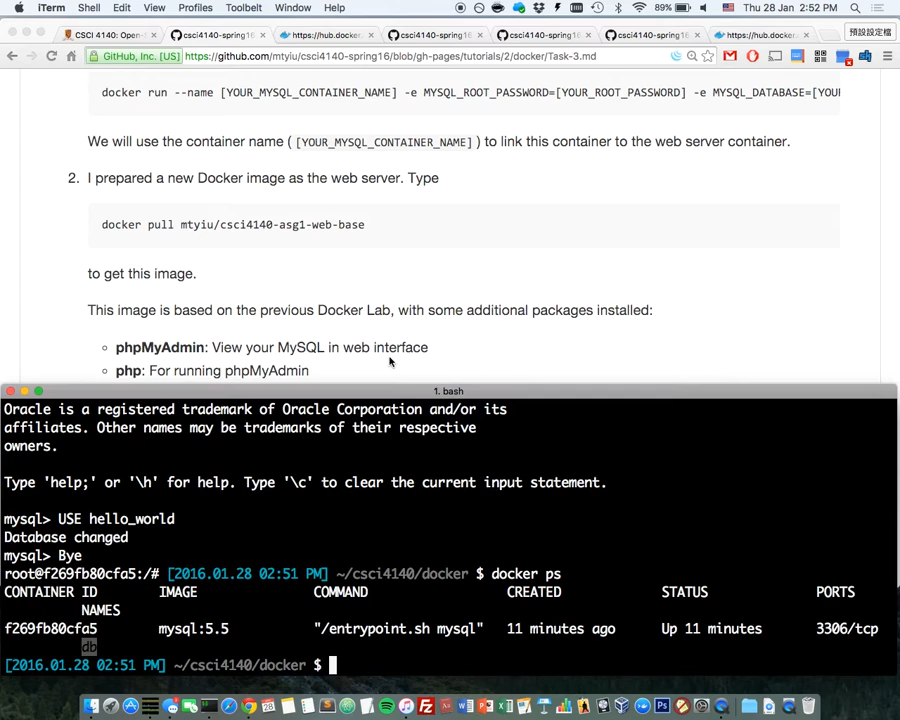 iTerm Shell Edit View Profiles Toolbelt Window Help 89% Thu 28 Jan 2:52 PM
CSCI 4140: Open- csci4140-spring16 https://hub.docker. csci4140-spring16 csci4140-spring16 csci4140-spring16 https://hub.docker. 預設設定檔
GitHub, Inc. [US] https://github.com/mtyiu/csci4140-spring16/blob/gh-pages/tutorials/2/docker/Task-3.md
docker run --name [YOUR_MYSQL_CONTAINER_NAME] -e MYSQL_ROOT_PASSWORD=[YOUR_ROOT_PASSWORD] -e MYSQL_DATABASE=[YOUR
We will use the container name ( [YOUR_MYSQL_CONTAINER_NAME] ) to link this container to the web server container.
2. I prepared a new Docker image as the web server. Type
docker pull mtyiu/csci4140-asg1-web-base
to get this image.
This image is based on the previous Docker Lab, with some additional packages installed:
phpMyAdmin: View your MySQL in web interface
php: For running phpMyAdmin
1. bash
Oracle is a registered trademark of Oracle Corporation and/or its
affiliates. Other names may be trademarks of their respective
owners.
Type 'help;' or '\h' for help. Type '\c' to clear the current input statement.
mysql> USE hello_world
Database changed
mysql> Bye
root@f269fb80cfa5:/# [2016.01.28 02:51 PM] ~/csci4140/docker $ docker ps
CONTAINER ID IMAGE COMMAND CREATED STATUS PORTS
NAMES
f269fb80cfa5 mysql:5.5 "/entrypoint.sh mysql" 11 minutes ago Up 11 minutes 3306/tcp
db
[2016.01.28 02:51 PM] ~/csci4140/docker $